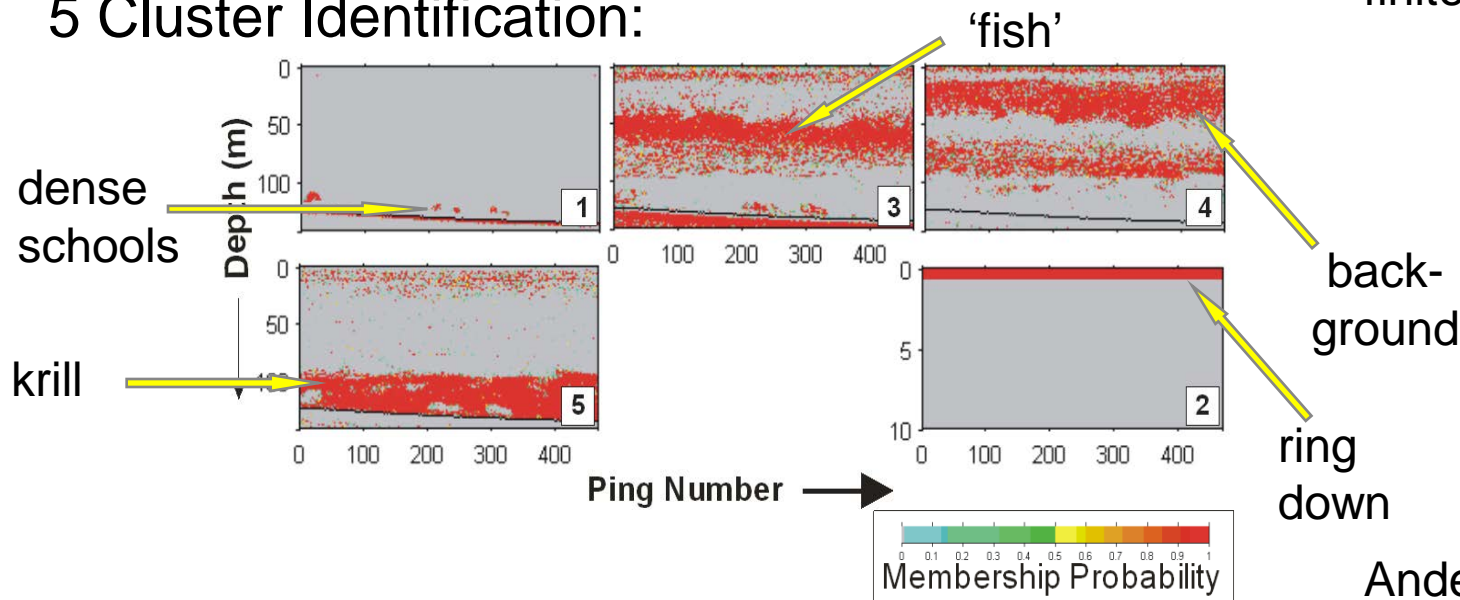 5 Cluster Identification:
'fish'
0
50
100
Depth (m)
1
3
4
dense
schools
0 100 200 300 400
0
50
5
0 100 200 300 400
krill
0
5
10
2
0 100 200 300 400
back-
ground
ring
down
Ping Number
0 0.1 0.2 0.3 0.4 0.5 0.6 0.7 0.8 0.9 1
Membership Probability